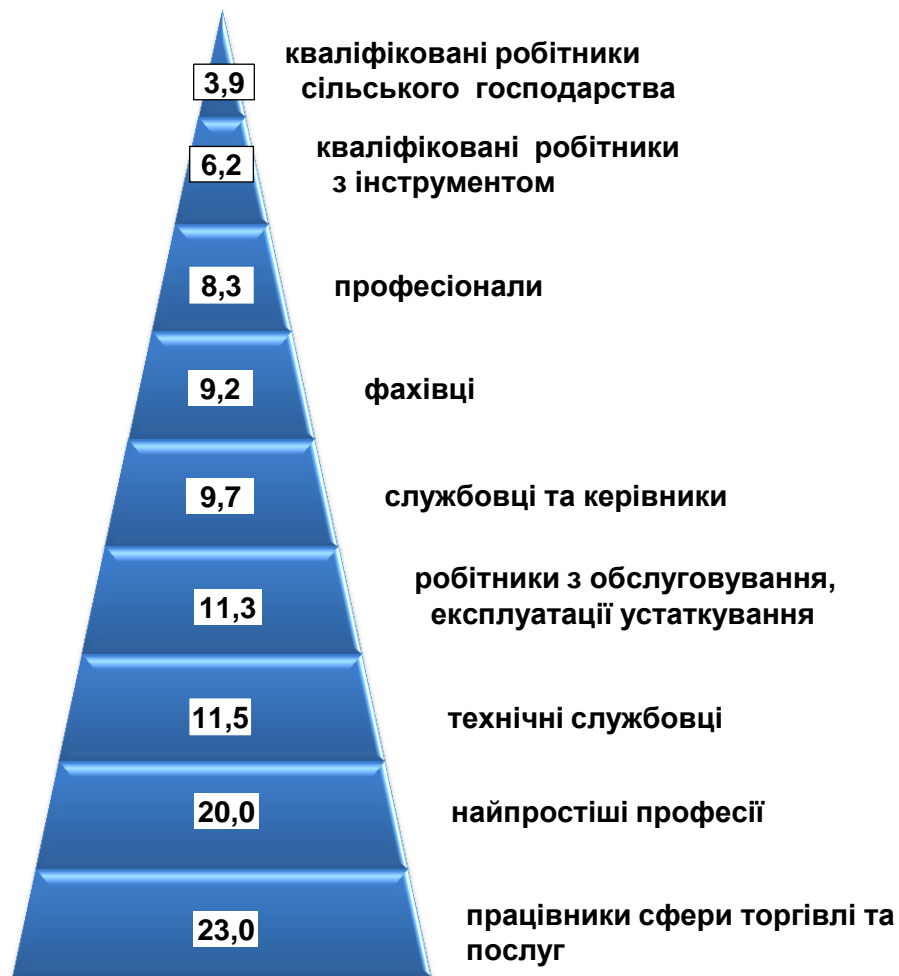 кваліфіковані робітники
3,9
сільського господарства
кваліфіковані робітники
6,2
з інструментом
8,3
професіонали
9,2
фахівці
9,7
службовці та керівники
робітники з обслуговування,
11,3
експлуатації устаткування
11,5
технічні службовці
20,0
найпростіші професії
працівники сфери торгівлі та
23,0
послуг